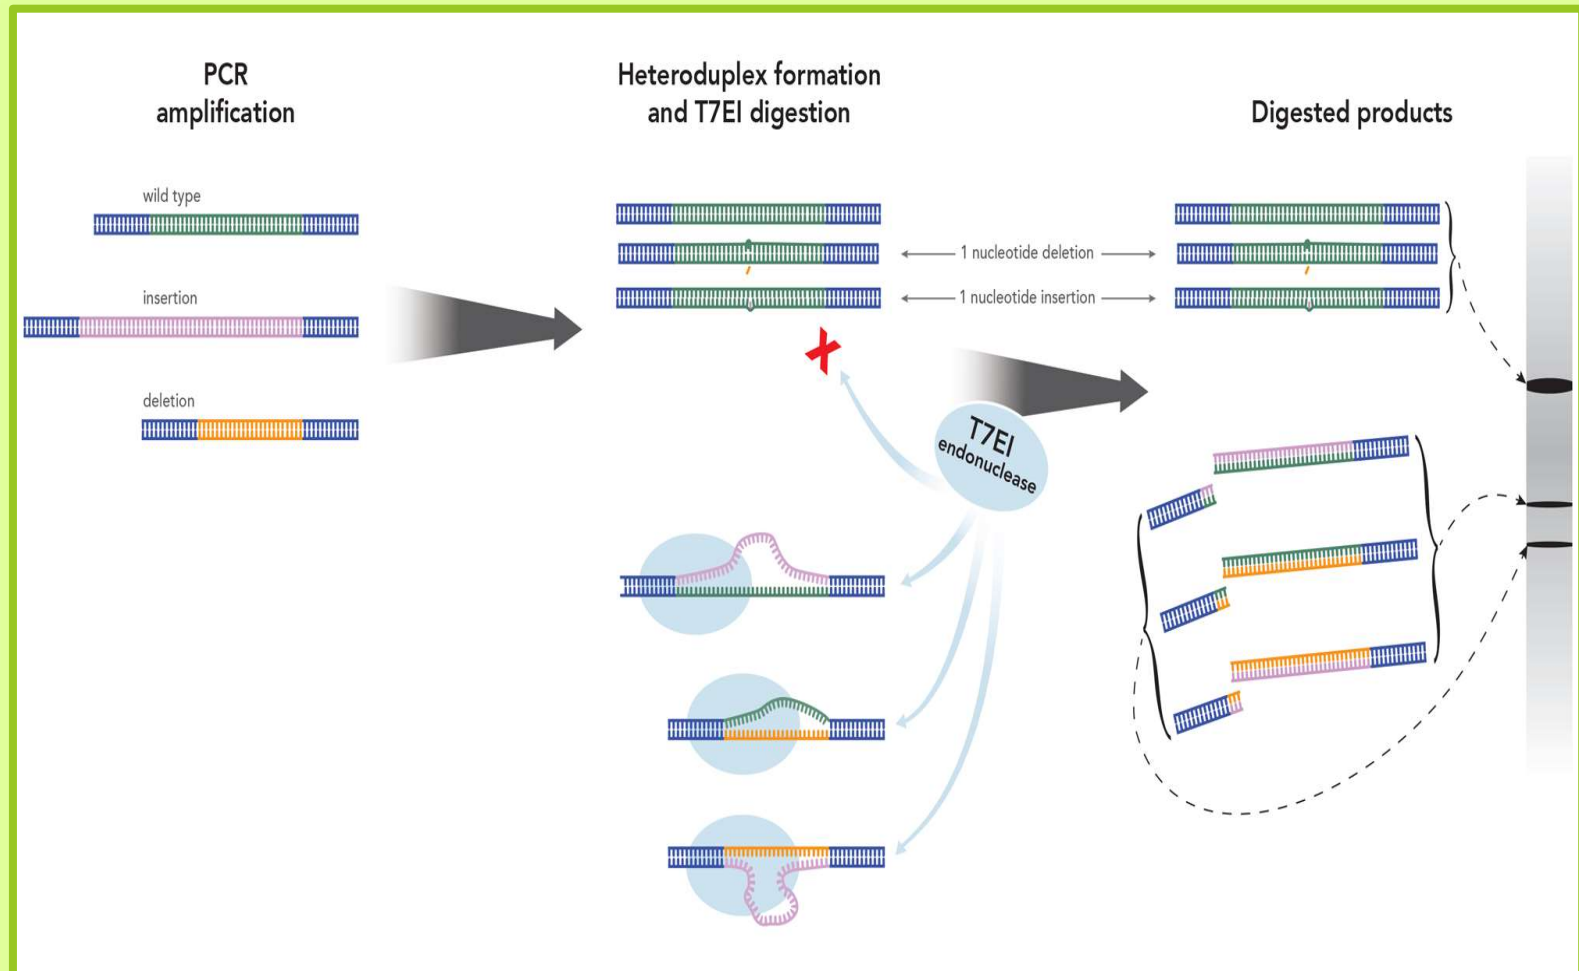 PCR
amplification
Heteroduplex formation
and T7EI digestion
Digested products
wild type
insertion
deletion
1 nucleotide deletion
1 nucleotide insertion
T7EI
endonuclease